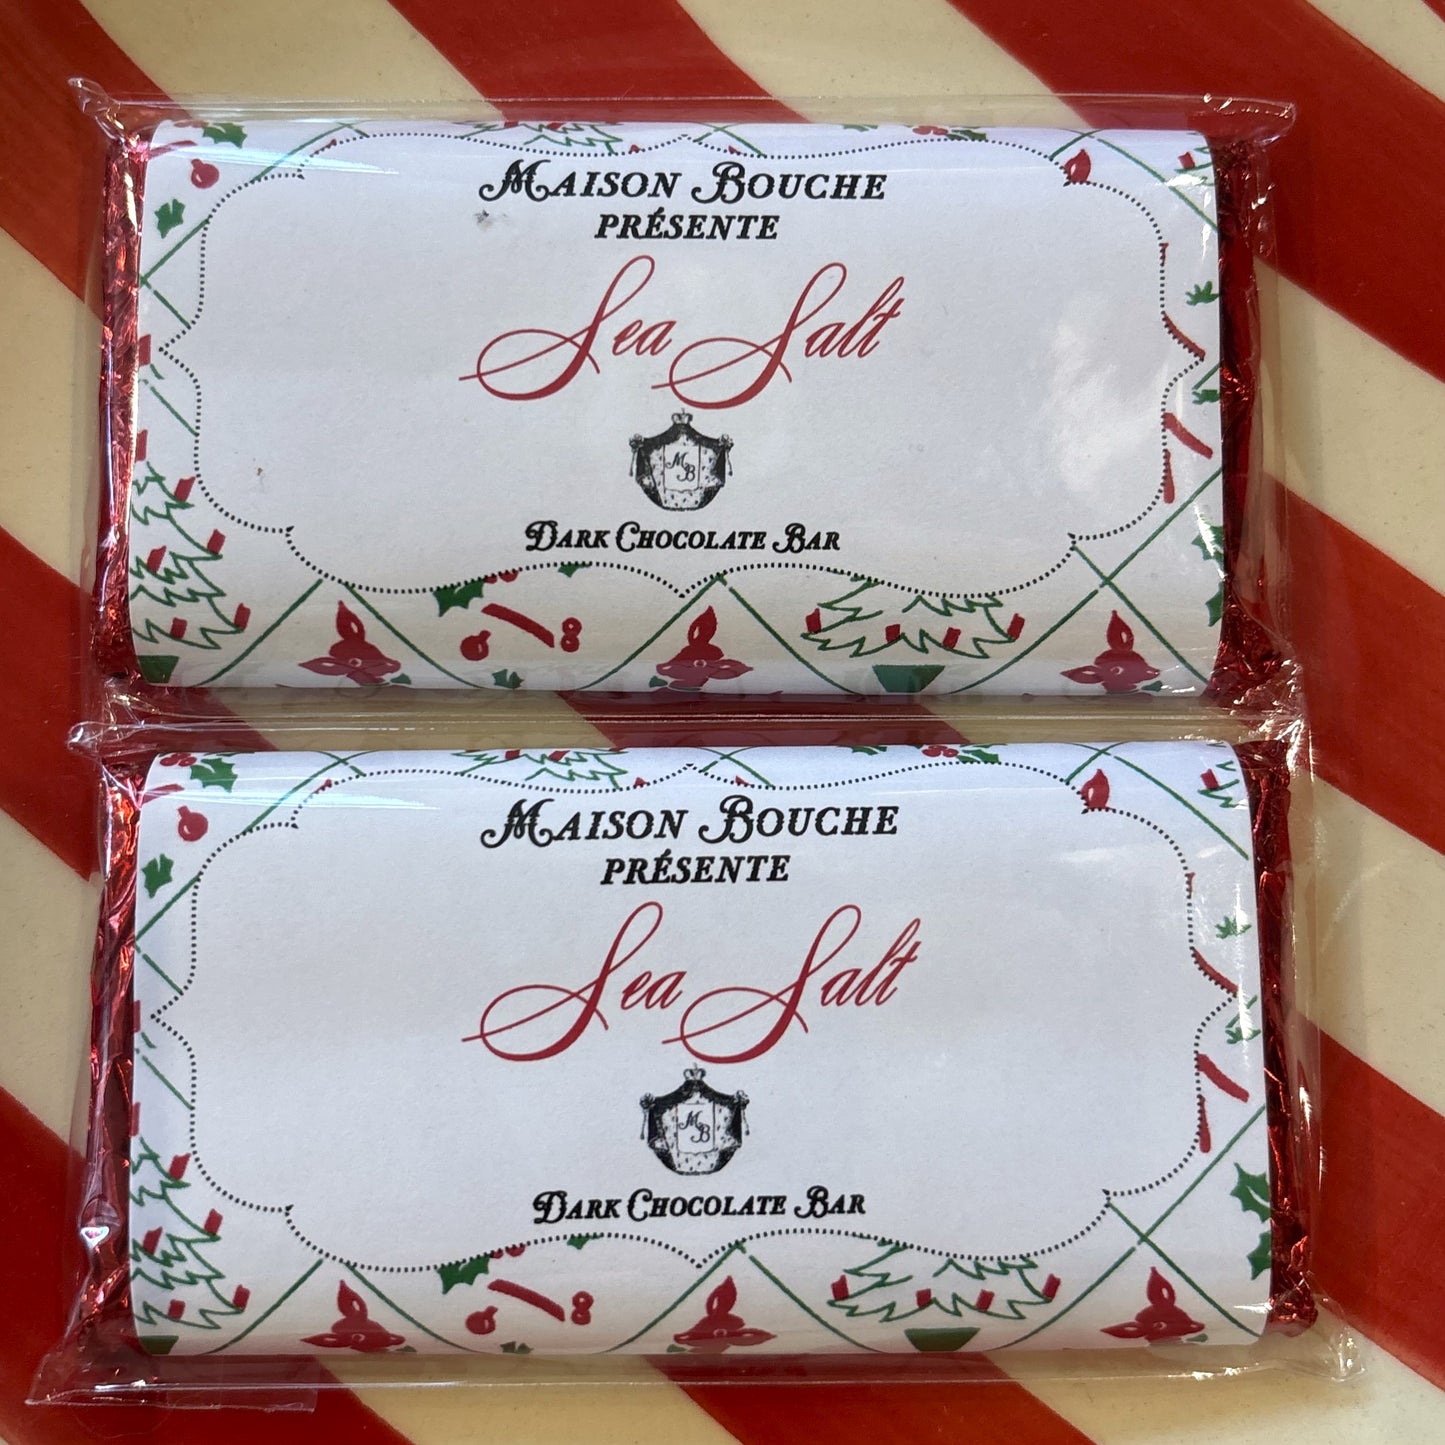 Maison Bouche
présente
Sea Salt
MB
Dark Chocolate Bar
Maison Bouche
présente
Sea Salt
MB
Dark Chocolate Bar